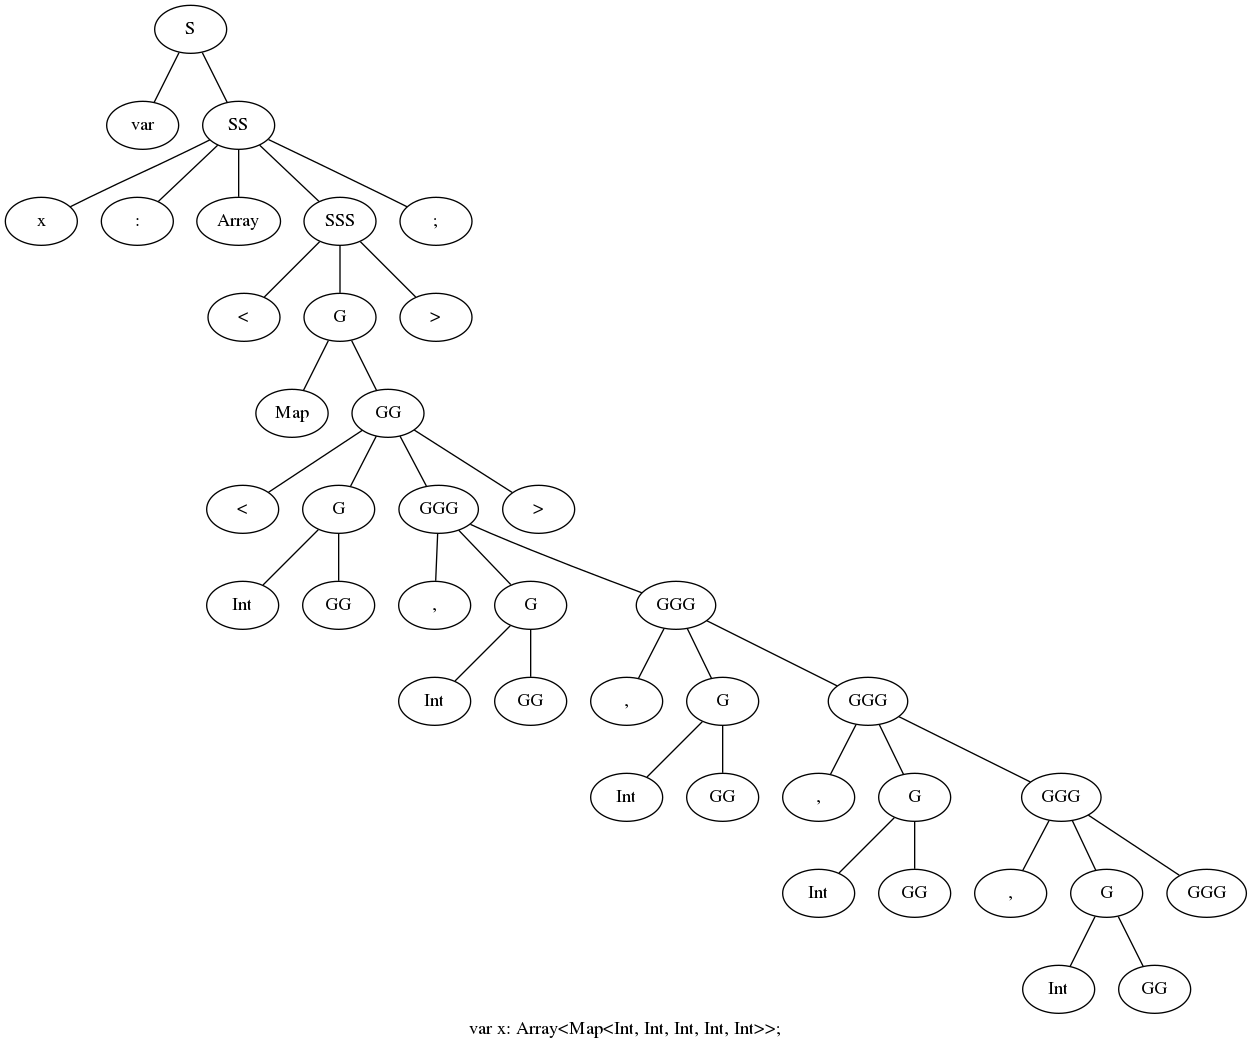 S
var SS
x : Array SSS ;
< G >
Map GG
< G GGG >
Int GG , G GGG
Int GG , G GGG
Int GG , G GGG
Int GG , G GGG
Int GG
var x: Array<Map<Int, Int, Int, Int, Int>>;